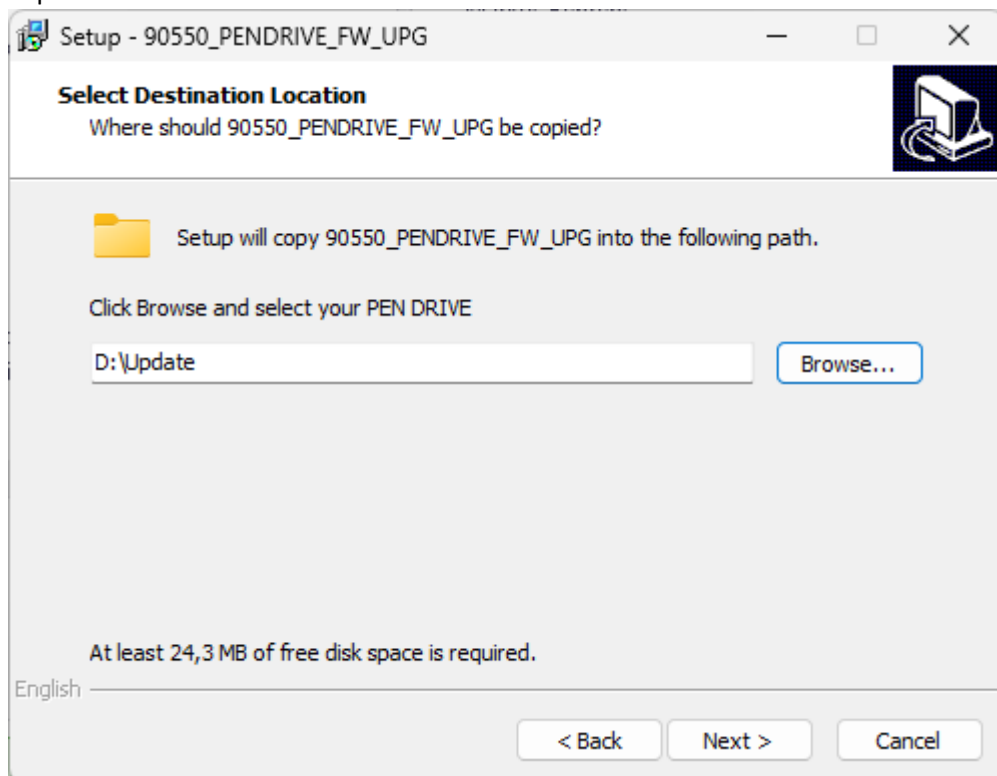 Setup - 90550_PENDRIVE_FW_UPG
Select Destination Location
Where should 90550_PENDRIVE_FW_UPG be copied?
Setup will copy 90550_PENDRIVE_FW_UPG into the following path.
Click Browse and select your PEN DRIVE
D:\Update
Browse...
At least 24,3 MB of free disk space is required.
English
< Back
Next >
Cancel